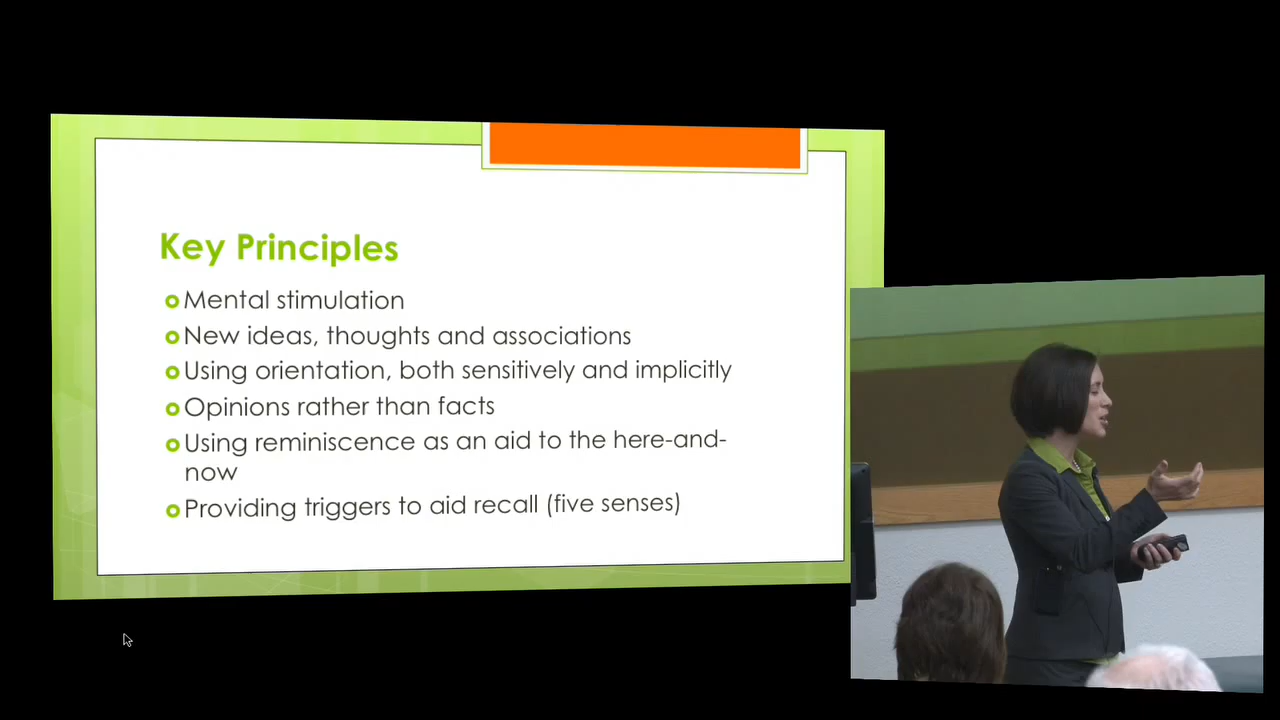 Key Principles
Mental stimulation
New ideas, thoughts and associations
Using orientation, both sensitively and implicitly
Opinions rather than facts
Using reminiscence as an aid to the here-and-
now
Providing triggers to aid recall (five senses)